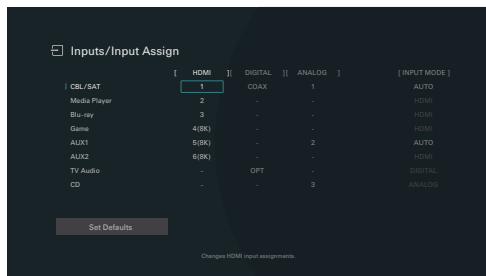 Inputs/Input Assign
[ HDMI ][ DIGITAL ][ ANALOG ] [ INPUT MODE ]
CBL/SAT 1 COAX 1 AUTO
Media Player 2 - - HDMI
Blu-ray 3 - - HDMI
Game 4(8K) - - HDMI
AUX1 5(8K) - 2 AUTO
AUX2 6(8K) - - HDMI
TV Audio - OPT - DIGITAL
CD - - 3 ANALOG
Set Defaults
Changes HDMI input assignments.